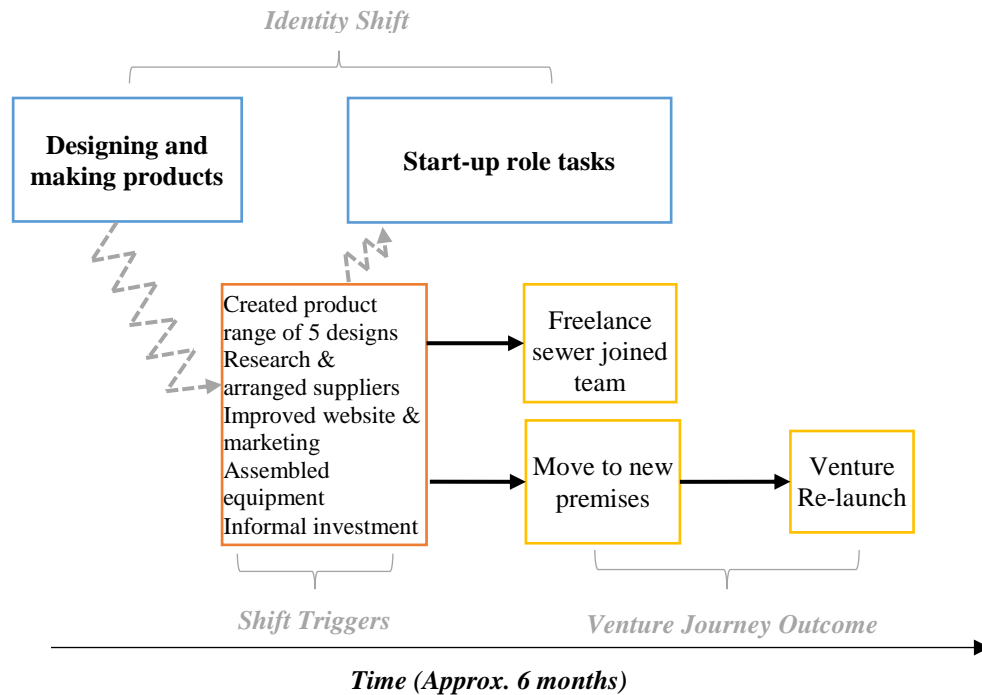 Identity Shift
Designing and
making products
Start-up role tasks
Created product
range of 5 designs
Research &
arranged suppliers
Improved website &
marketing
Assembled
equipment
Informal investment
Freelance
sewer joined
team
Move to new
premises
Venture
Re-launch
Shift Triggers
Venture Journey Outcome
Time (Approx. 6 months)